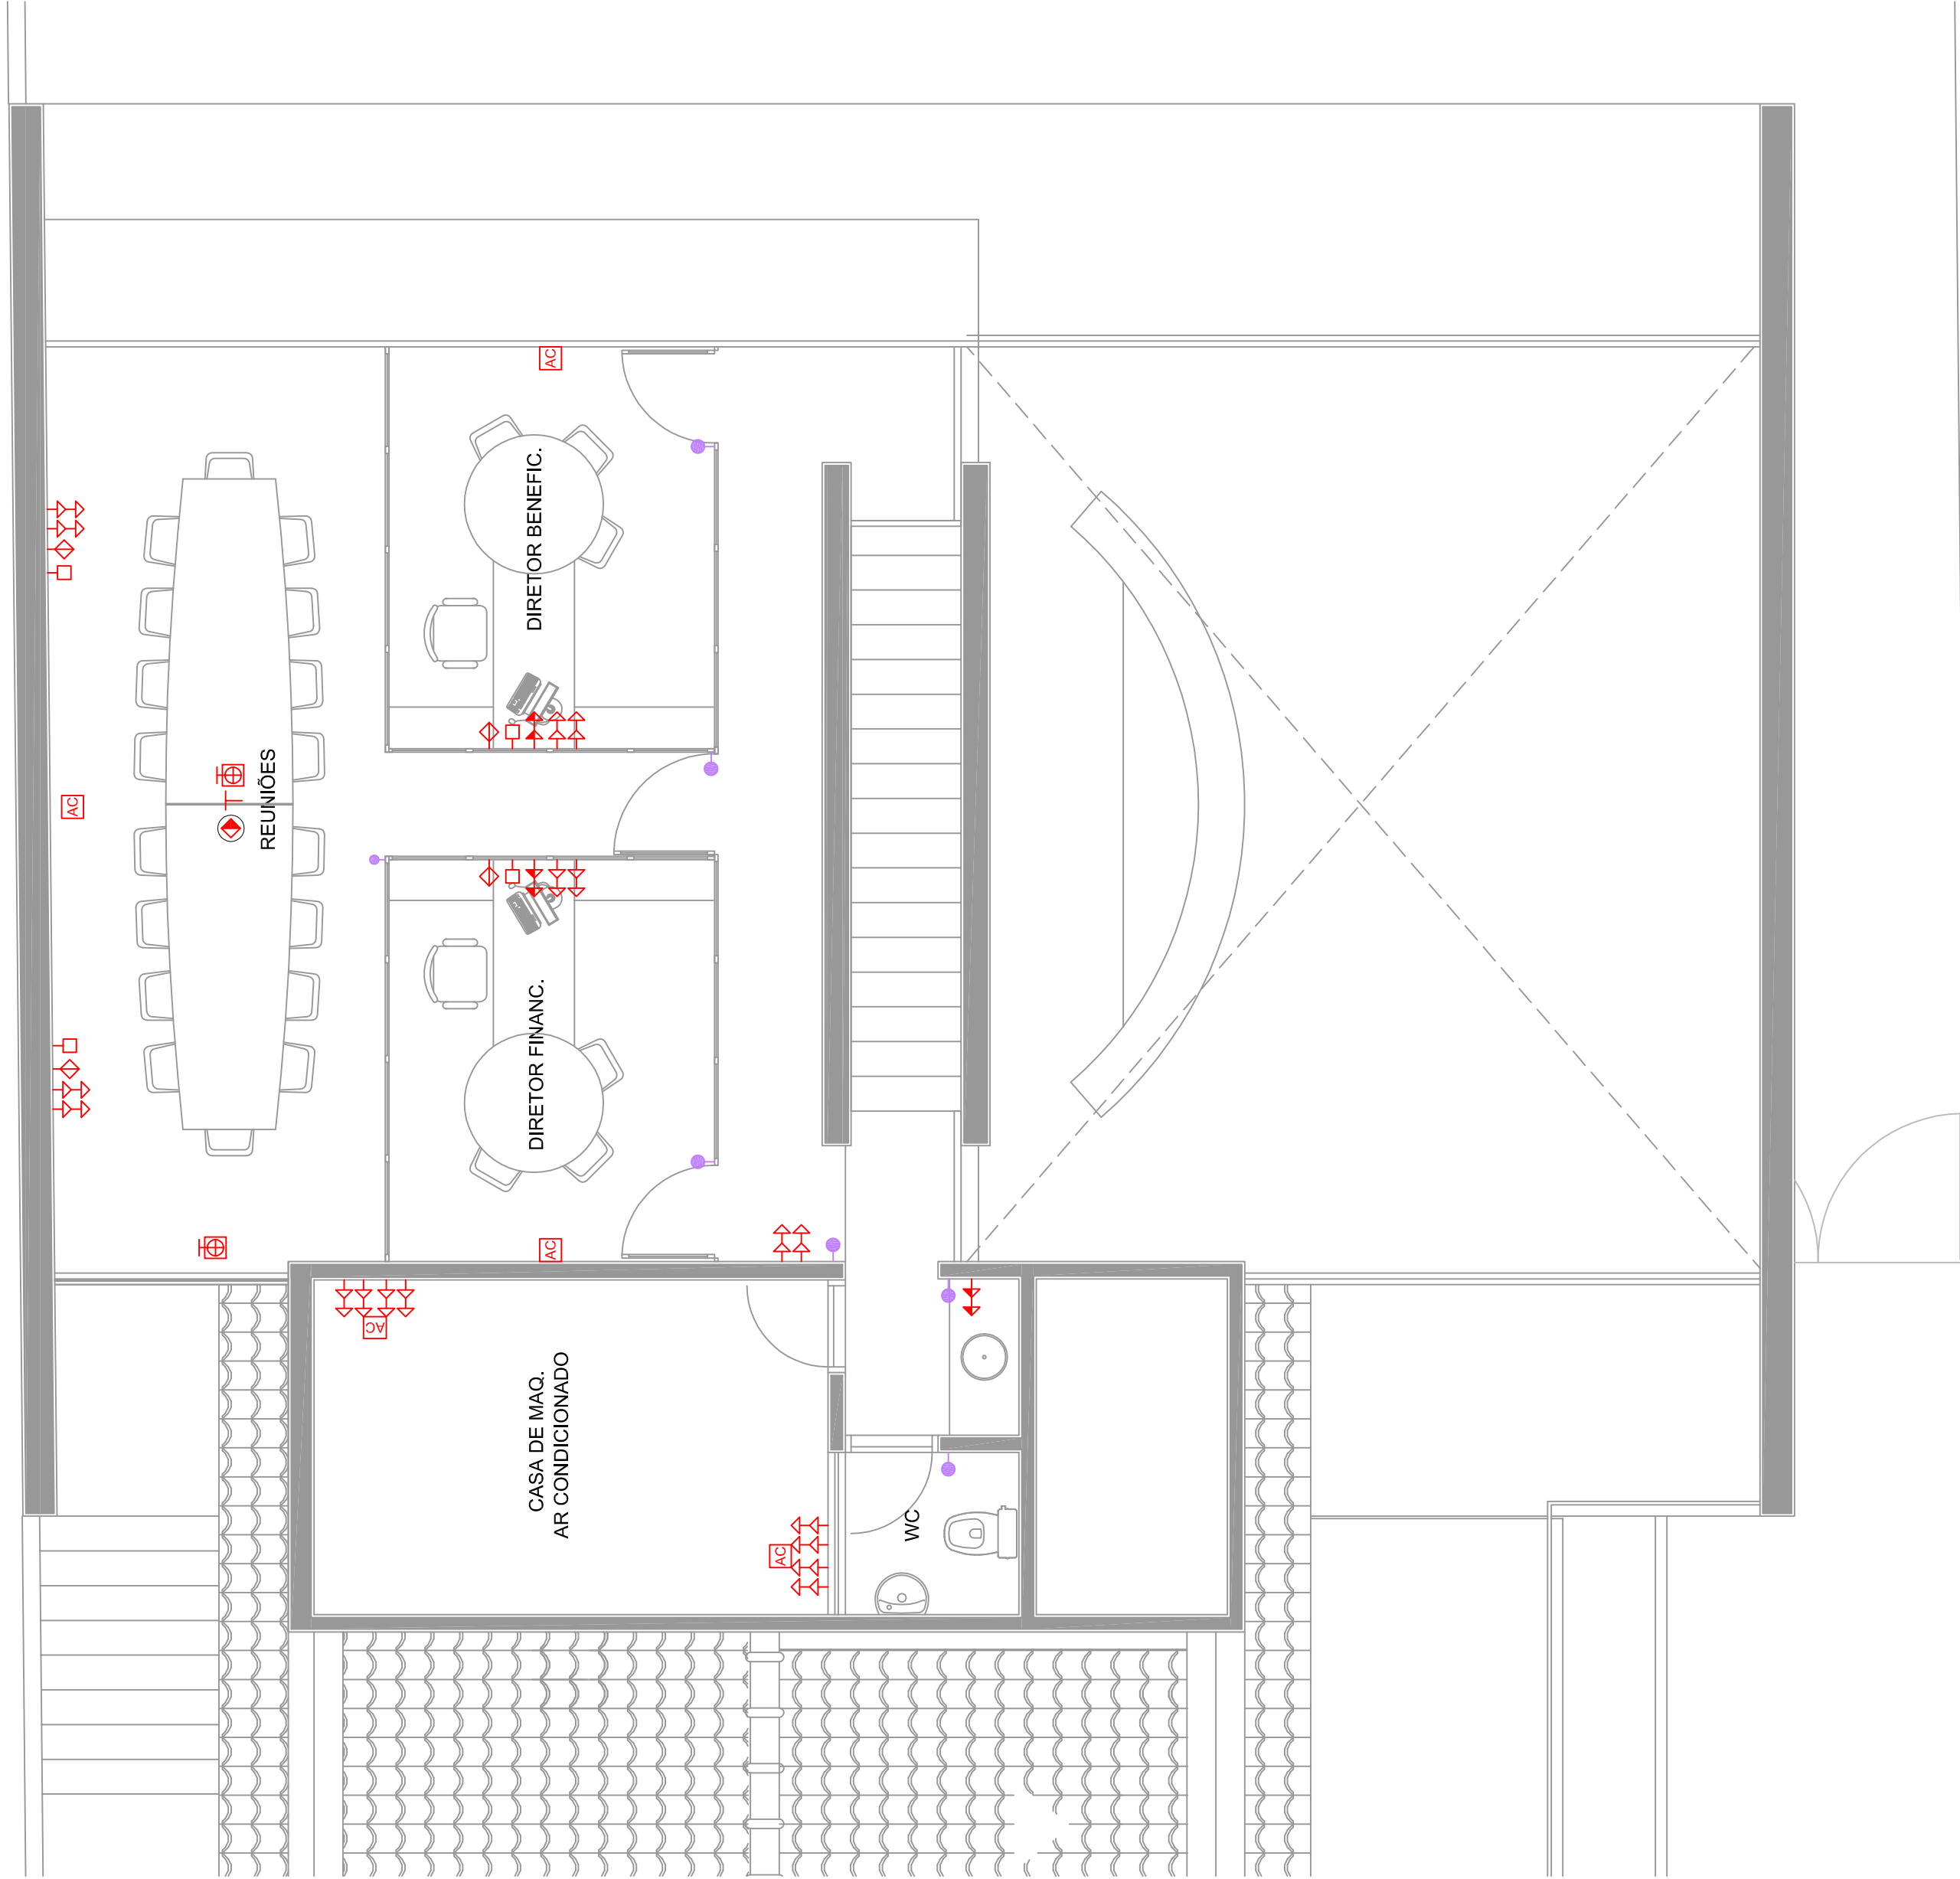 AC
DIRETOR BENEFIC.
REUNIÕES
AC
DIRETOR FINANC.
AC
AC
CASA DE MAQ.
AR CONDICIONADO
WC
AC